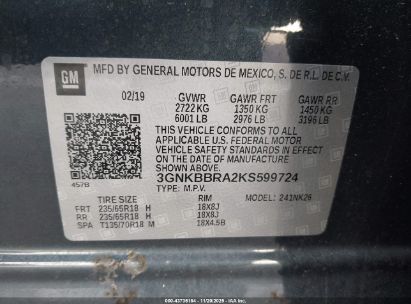 GM MFD BY GENERAL MOTORS DE MEXICO, S. DE R.L. DE C.V.
02/19 GVWR GAWR FRT GAWR RR
2722 KG 1350 KG 1450 KG
6001 LB 2976 LB 3196 LB
THIS VEHICLE CONFORMS TO ALL
APPLICABLE U.S. FEDERAL MOTOR
VEHICLE SAFETY STANDARDS IN
EFFECT ON THE DATE OF MANUFACTURE
SHOWN ABOVE.
457B
3GNKBBRA2KS599724
TYPE: M.P.V. MODEL: 241NK26
TIRE SIZE RIM
FRT 235/65R18 H 18X8J
RR 235/65R18 H 18X8J
SPA T135/70R18 M 18X4.5B